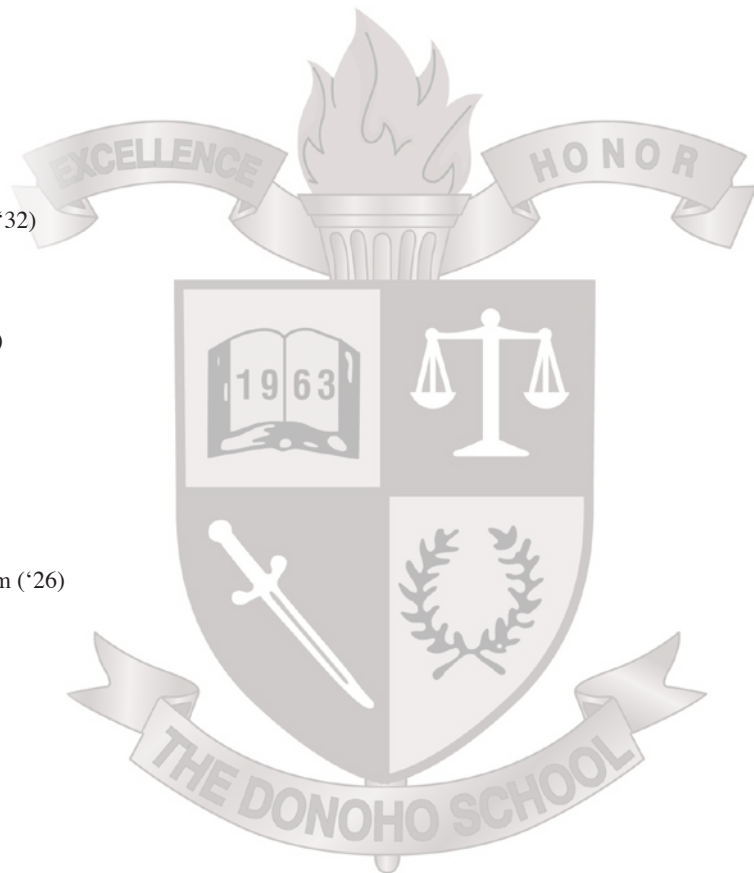 EXCELLENCE
HONOR
‘32)
)
1963
m (‘26)
THE DONOHO SCHOOL